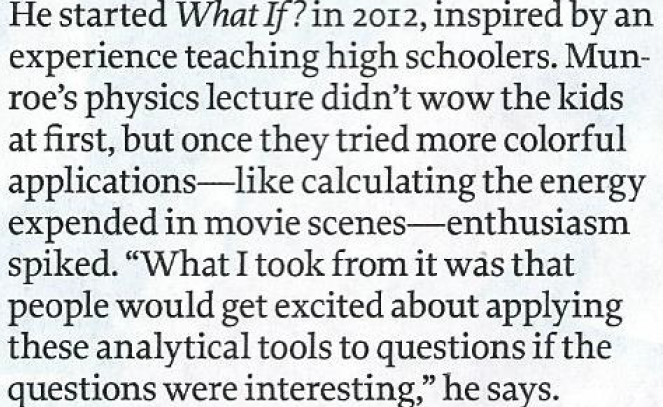 He started What If? in 2012, inspired by an
experience teaching high schoolers. Mun-
roe’s physics lecture didn’t wow the kids
at first, but once they tried more colorful
applications—like calculating the energy
expended in movie scenes—enthusiasm
spiked. “What I took from it was that
people would get excited about applying
these analytical tools to questions if the
questions were interesting,” he says.